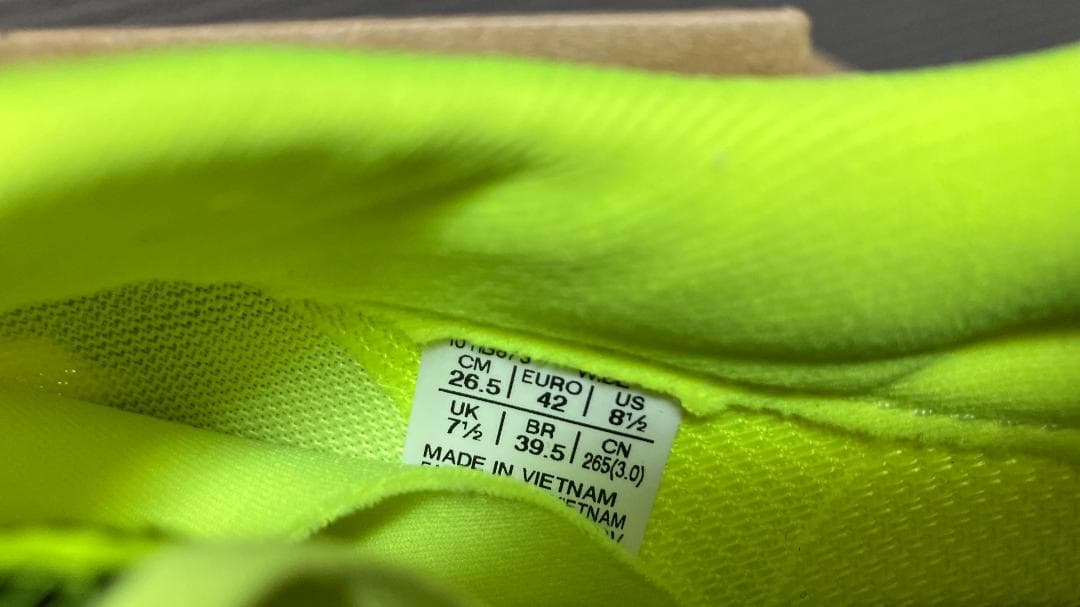 CM 26.5 | EURO 42 | US 8½
UK 7½ | BR 39.5 | CN 265(3.0)
MADE IN VIETNAM